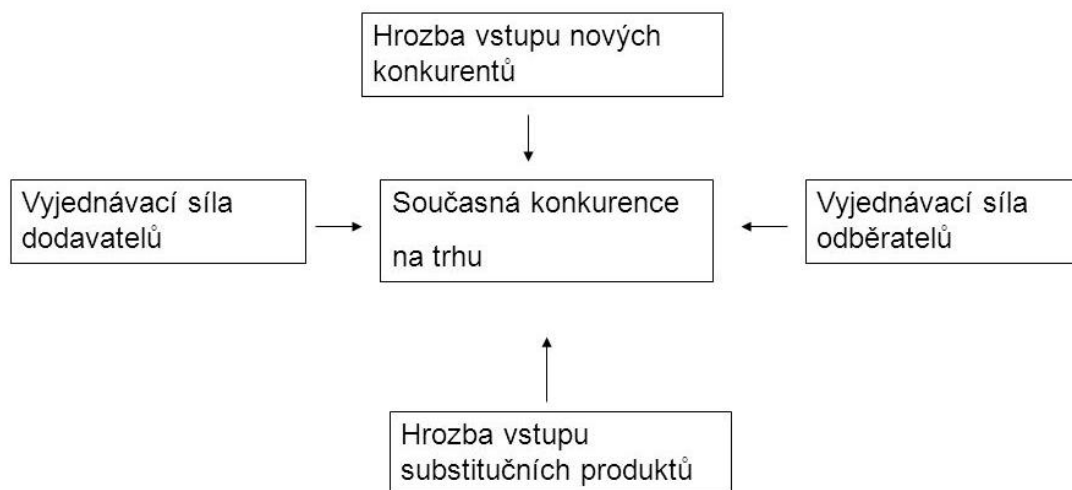 Hrozba vstupu nových
konkurentů
Vyjednávací síla
dodavatelů
Současná konkurence
na trhu
Vyjednávací síla
odběratelů
Hrozba vstupu
substitučních produktů